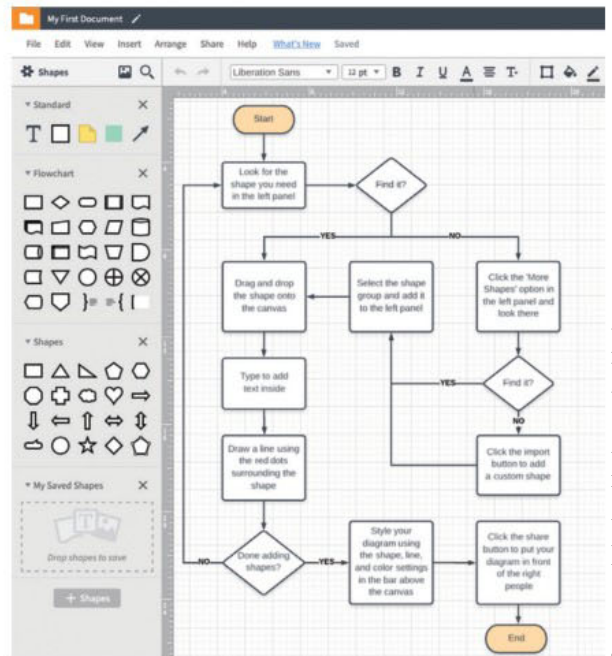 My First Document
File Edit View Insert Arrange Share Help What's New Saved
Shapes
Liberation Sans
12 pt
B I U A T
Standard
T
Flowchart
Shapes
My Saved Shapes
Drop shapes to save
+ Shapes
Start
Look for the
shape you need
in the left panel
Find it?
YES
NO
Drag and drop
the shape onto
the canvas
Select the shape
group and add it
to the left panel
Click the 'More
Shapes' option in
the left panel and
look there
Type to add
text inside
Find it?
YES
NO
Draw a line using
the red dots
surrounding the
shape
Click the import
button to add
a custom shape
Done adding
shapes?
NO
YES
Style your
diagram using
the shape, line,
and color settings
in the bar above
the canvas
Click the share
button to put your
diagram in front
of the right
people
End